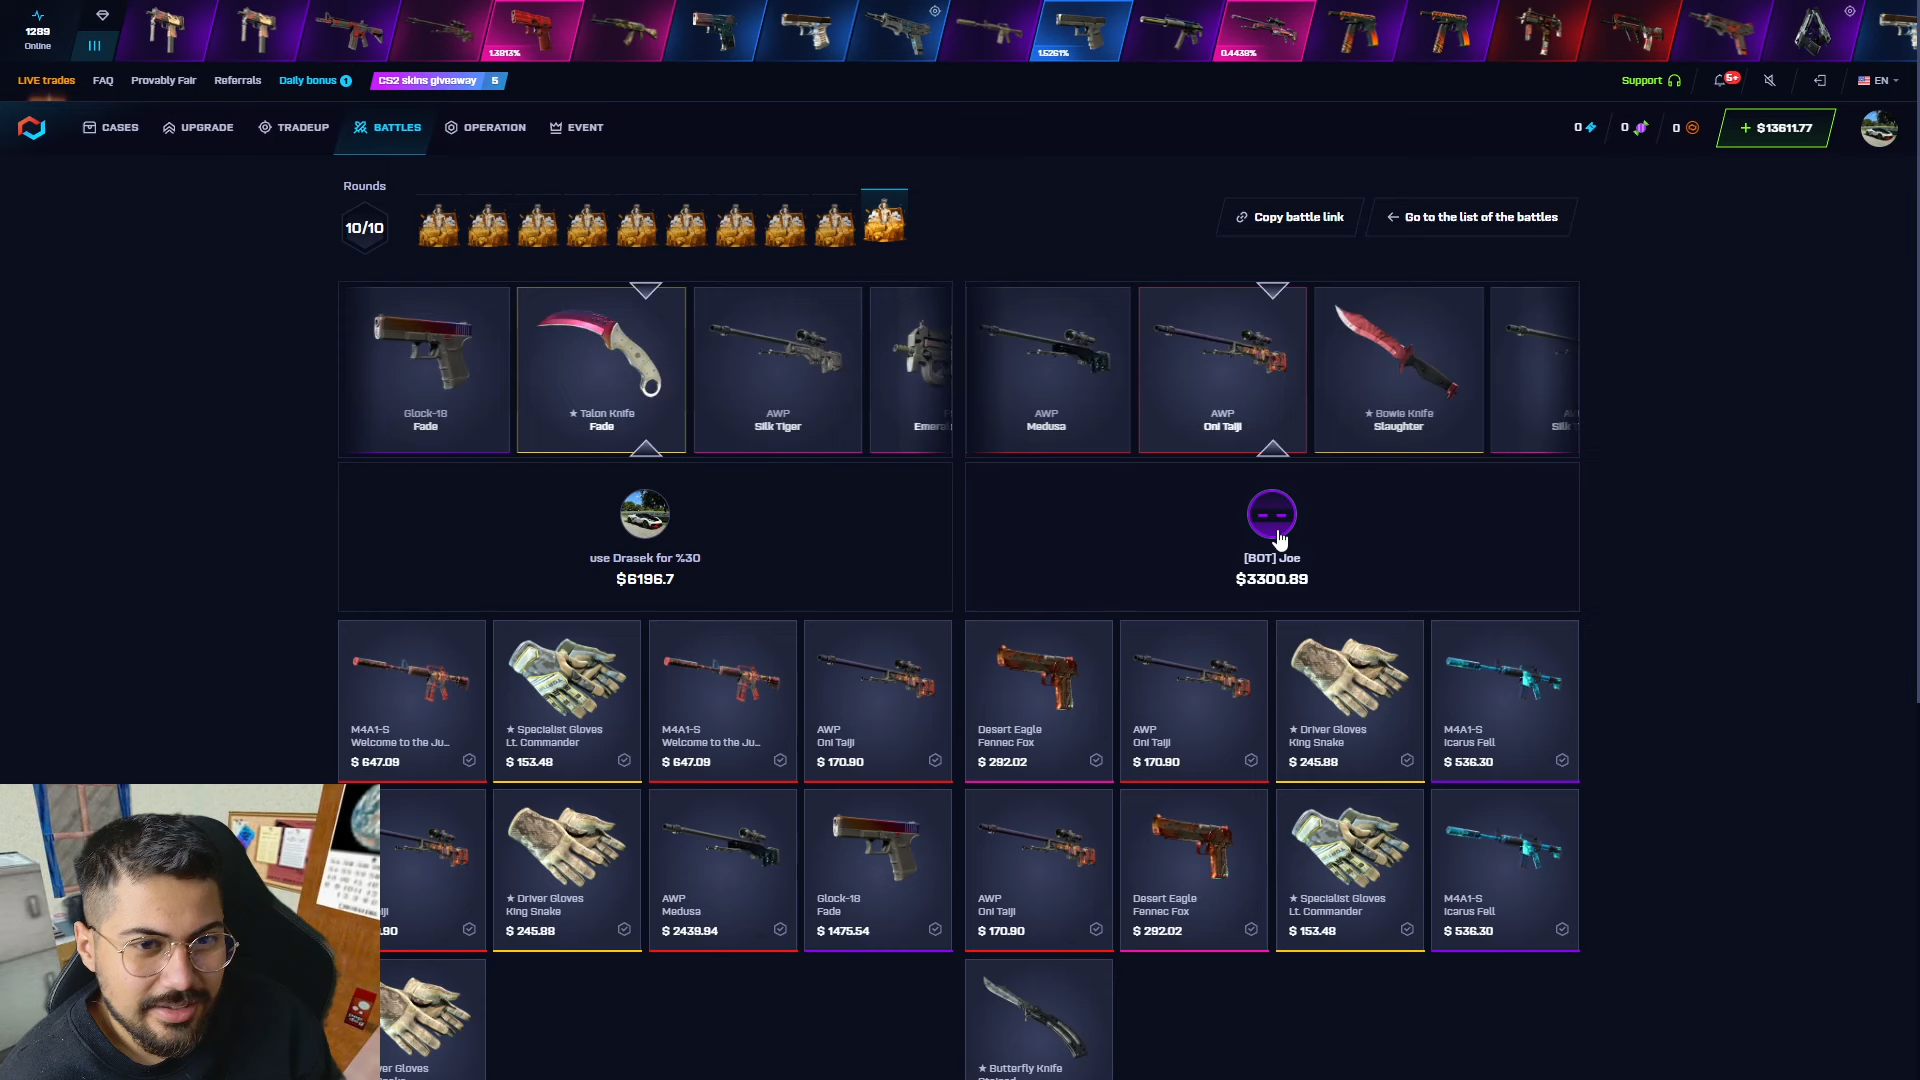 1289
Online
1.3813%
1.5261%
0.4438%
LIVE trades
FAQ
Provably Fair
Referrals
Daily bonus 1
CS2 skins giveaway 5
Support
5+
EN
CASES
UPGRADE
TRADEUP
BATTLES
OPERATION
EVENT
0
0
0
+ $13611.77
Rounds
10/10
Copy battle link
← Go to the list of the battles
Glock-18
Fade
★ Talon Knife
Fade
AWP
Silk Tiger
Emeral
AWP
Medusa
AWP
Oni Taiji
★ Bowie Knife
Slaughter
Silk
use Drasek for %30
$6196.7
[BOT] Joe
$3300.89
M4A1-S
Welcome to the Ju...
$ 647.09
★ Specialist Gloves
Lt. Commander
$ 153.48
M4A1-S
Welcome to the Ju...
$ 647.09
AWP
Oni Taiji
$ 170.90
Desert Eagle
Fennec Fox
$ 292.02
AWP
Oni Taiji
$ 170.90
★ Driver Gloves
King Snake
$ 245.88
M4A1-S
Icarus Fell
$ 536.30
.90
★ Driver Gloves
King Snake
$ 245.88
AWP
Medusa
$ 2439.94
Glock-18
Fade
$ 1475.54
AWP
Oni Taiji
$ 170.90
Desert Eagle
Fennec Fox
$ 292.02
★ Specialist Gloves
Lt. Commander
$ 153.48
M4A1-S
Icarus Fell
$ 536.30
ver Gloves
★ Butterfly Knife